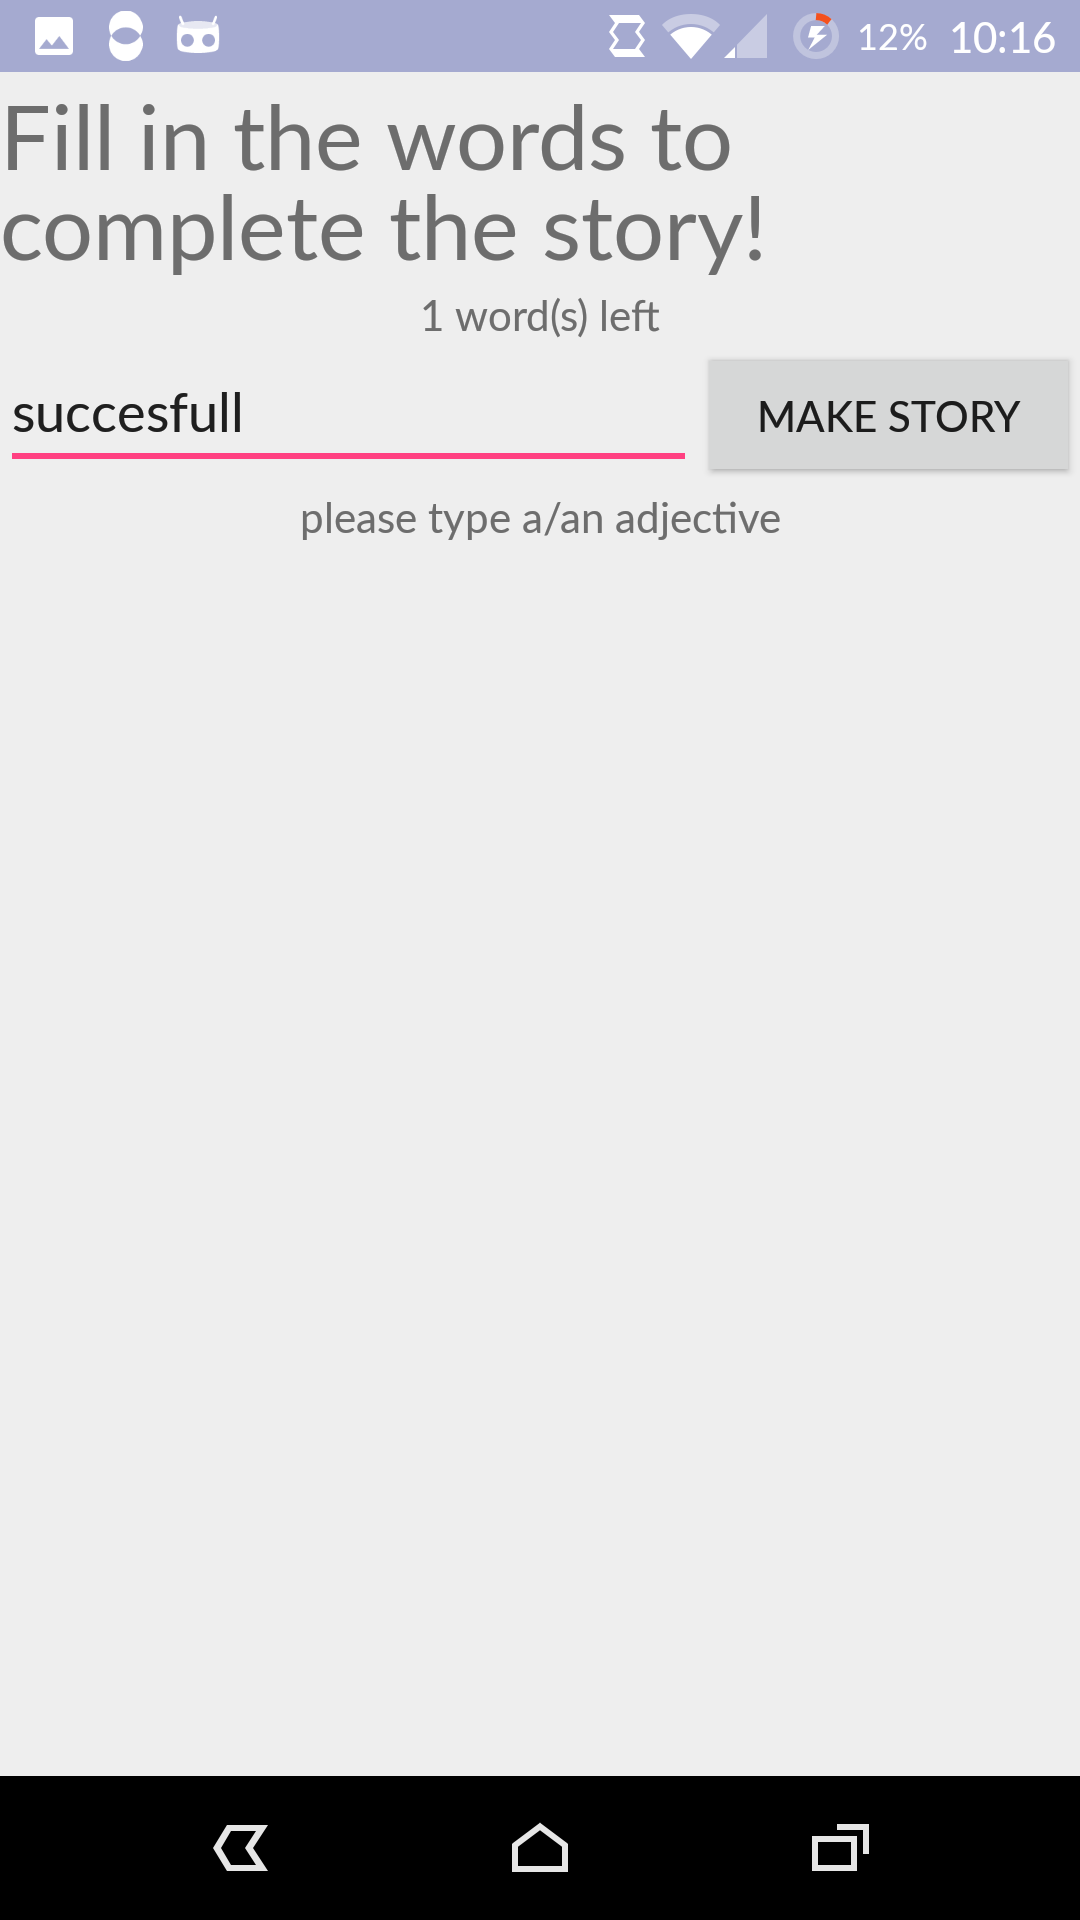 12% 10:16
Fill in the words to
complete the story!
1 word(s) left
succesfull
MAKE STORY
please type a/an adjective